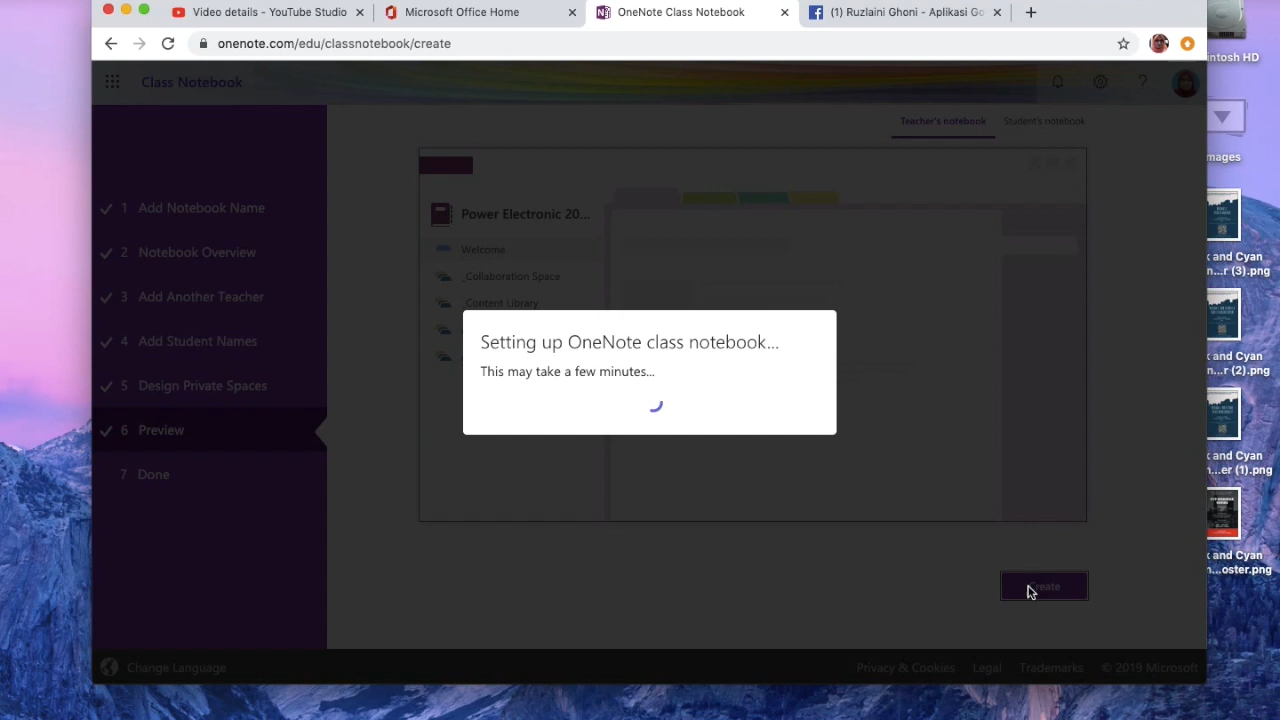 Video details - YouTube Studio
Microsoft Office Home
OneNote Class Notebook
(1) Ruzlaini Ghoni - Aplikasi Go
onenote.com/edu/classnotebook/create
intosh HD
Class Notebook
Teacher's notebook
Student's notebook
mages
1 Add Notebook Name
2 Notebook Overview
3 Add Another Teacher
4 Add Student Names
5 Design Private Spaces
6 Preview
7 Done
Power Electronic 20...
Welcome
_Collaboration Space
_Content Library
Setting up OneNote class notebook...
This may take a few minutes...
k and Cyan
n...r (3).png
k and Cyan
n...r (2).png
k and Cyan
n...er (1).png
k and Cyan
n...oster.png
Create
Change Language
Privacy & Cookies
Legal
Trademarks
© 2019 Microsoft